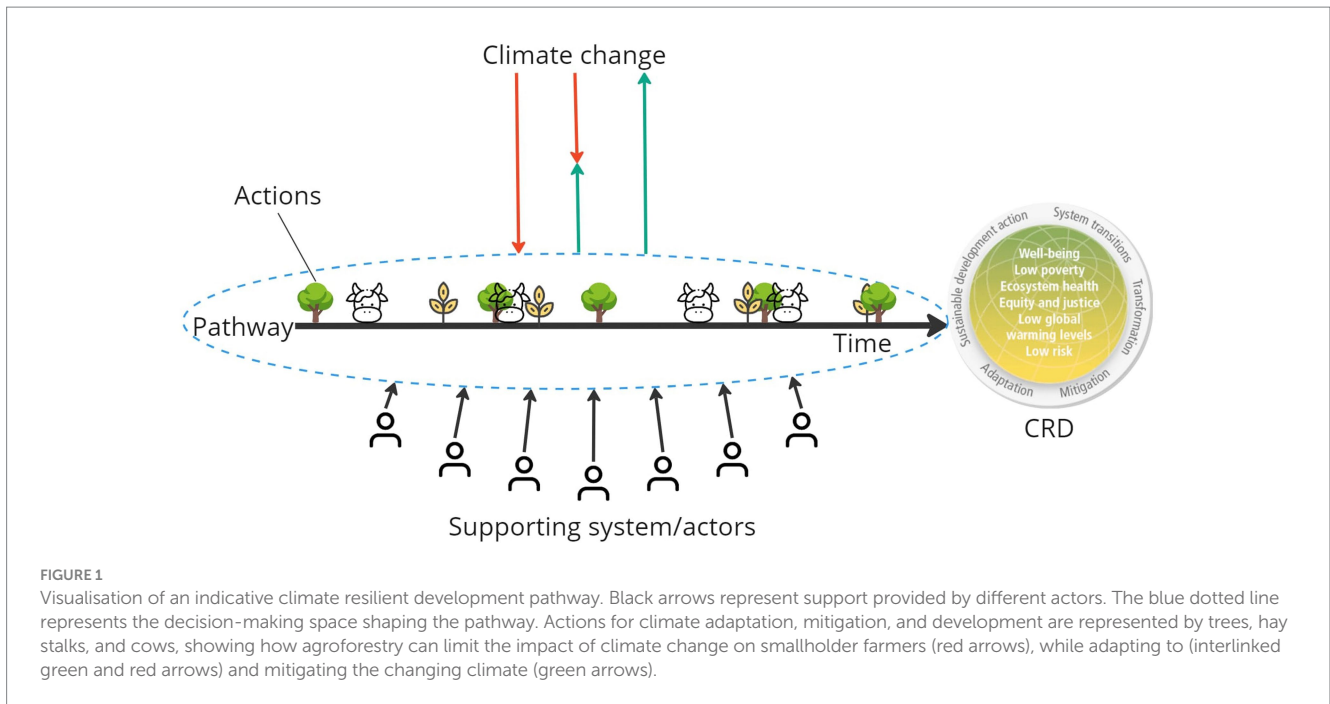 Climate change
Actions
Pathway
Time
Supporting system/actors
Sustainable development action
System transitions
Transformation
Mitigation
Adaptation
Well-being
Low poverty
Ecosystem health
Equity and justice
Low global
warming levels
Low risk
CRD
FIGURE 1
Visualisation of an indicative climate resilient development pathway. Black arrows represent support provided by different actors. The blue dotted line
represents the decision-making space shaping the pathway. Actions for climate adaptation, mitigation, and development are represented by trees, hay
stalks, and cows, showing how agroforestry can limit the impact of climate change on smallholder farmers (red arrows), while adapting to (interlinked
green and red arrows) and mitigating the changing climate (green arrows).